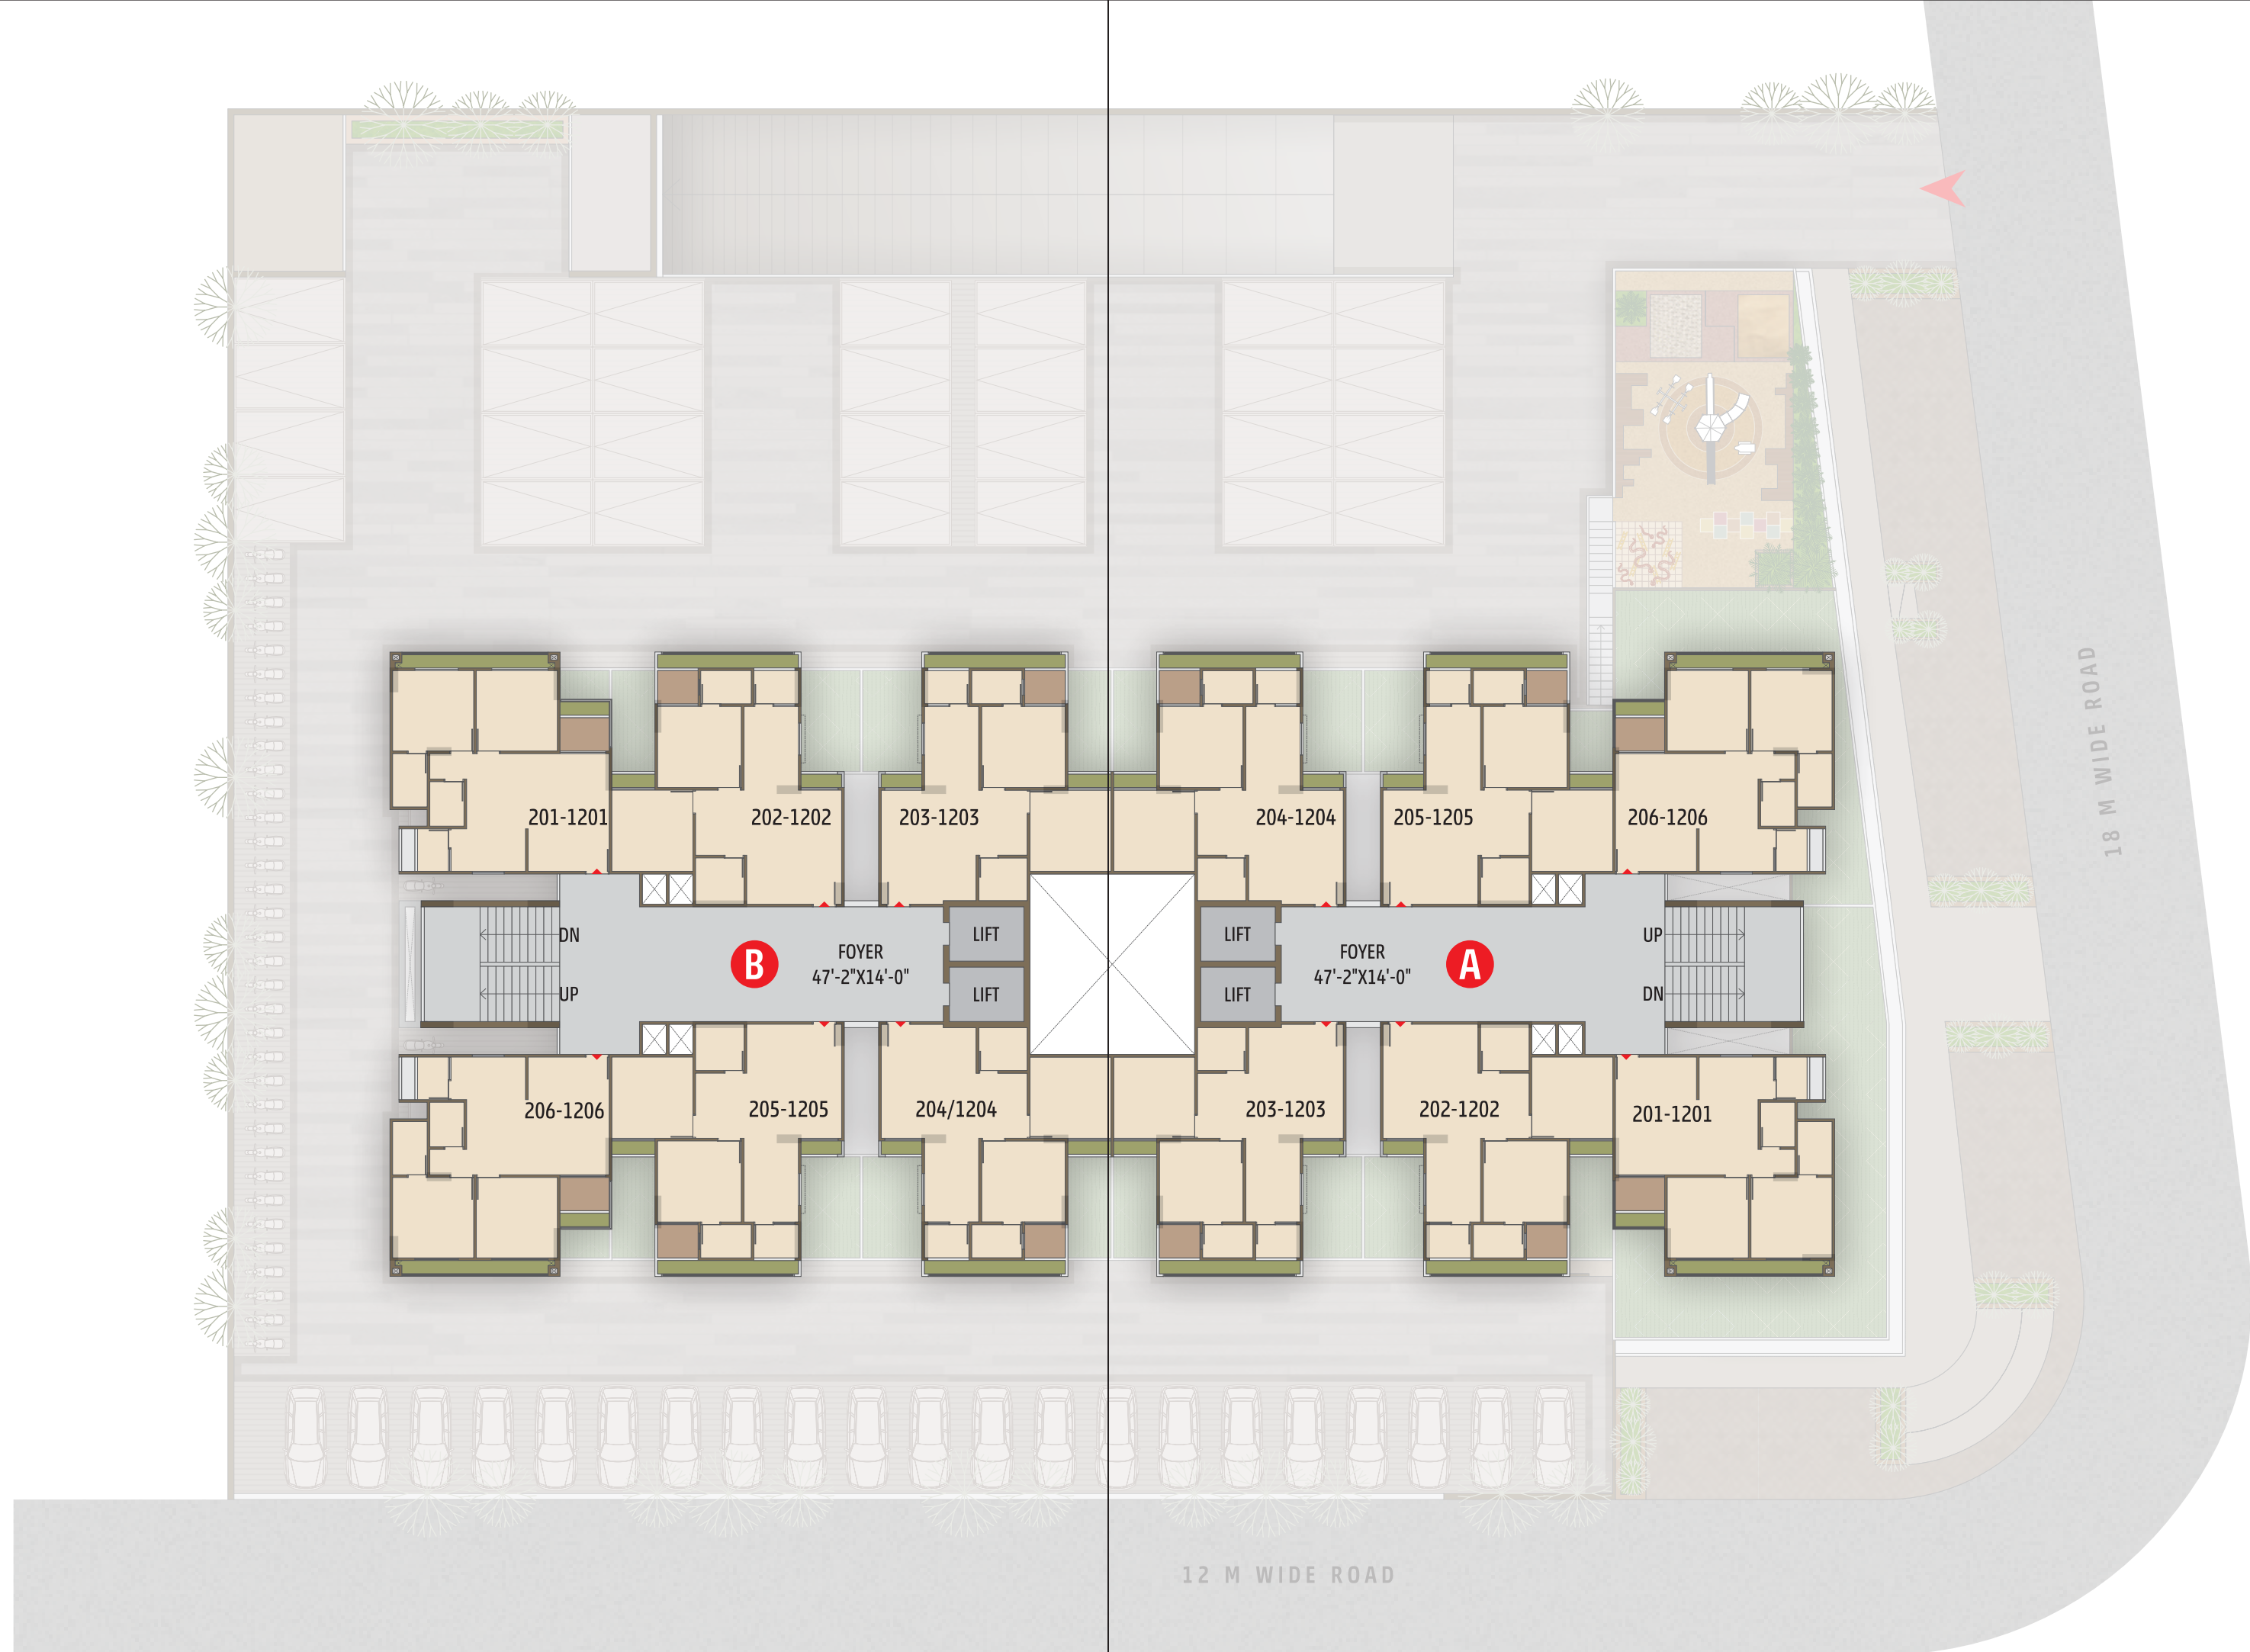 18 M WIDE ROAD
201-1201
202-1202
203-1203
204-1204
205-1205
206-1206
DN
UP
B
FOYER
47'-2"X14'-0"
LIFT
LIFT
LIFT
LIFT
FOYER
47'-2"X14'-0"
A
UP
DN
206-1206
205-1205
204/1204
203-1203
202-1202
201-1201
12 M WIDE ROAD